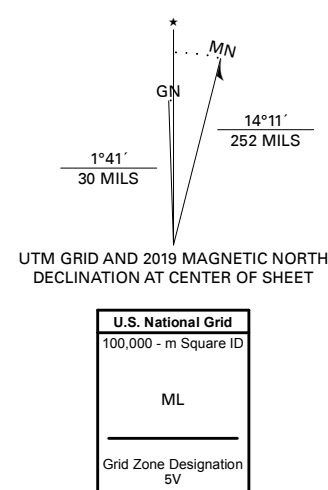 ★
MN
GN
14°11´
252 MILS
1°41´
30 MILS
UTM GRID AND 2019 MAGNETIC NORTH
DECLINATION AT CENTER OF SHEET
U.S. National Grid
100,000 - m Square ID
ML
Grid Zone Designation
5V